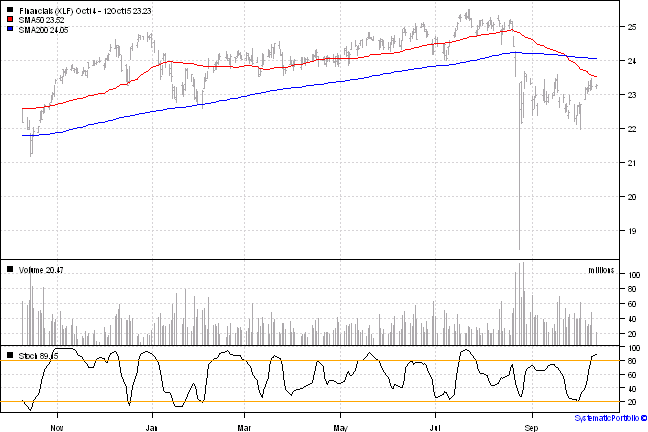 Financials (XLF) Oct14 - 12Oct15 23.23
SMA50 23.52
SMA200 24.05
25
24
23
22
21
20
19
Volume 20.47
millions
100
80
60
40
20
Stoch 89.45
100
80
60
40
20
Nov Jan Mar May Jul Sep
SystematicPortfolio ©